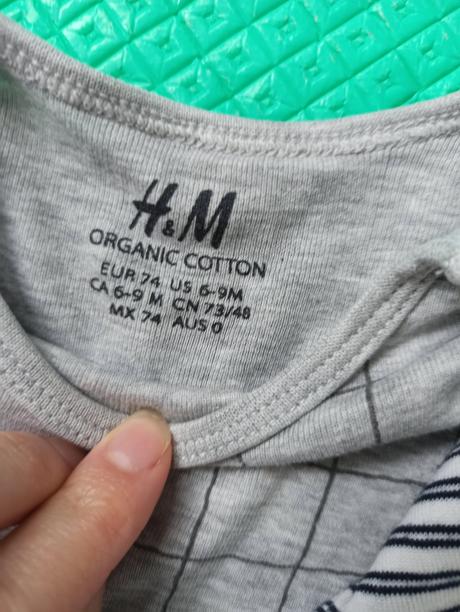 H&M
ORGANIC COTTON
EUR 74 US 6-9M
CA 6-9 M CN 73/48
MX 74 AUS 0